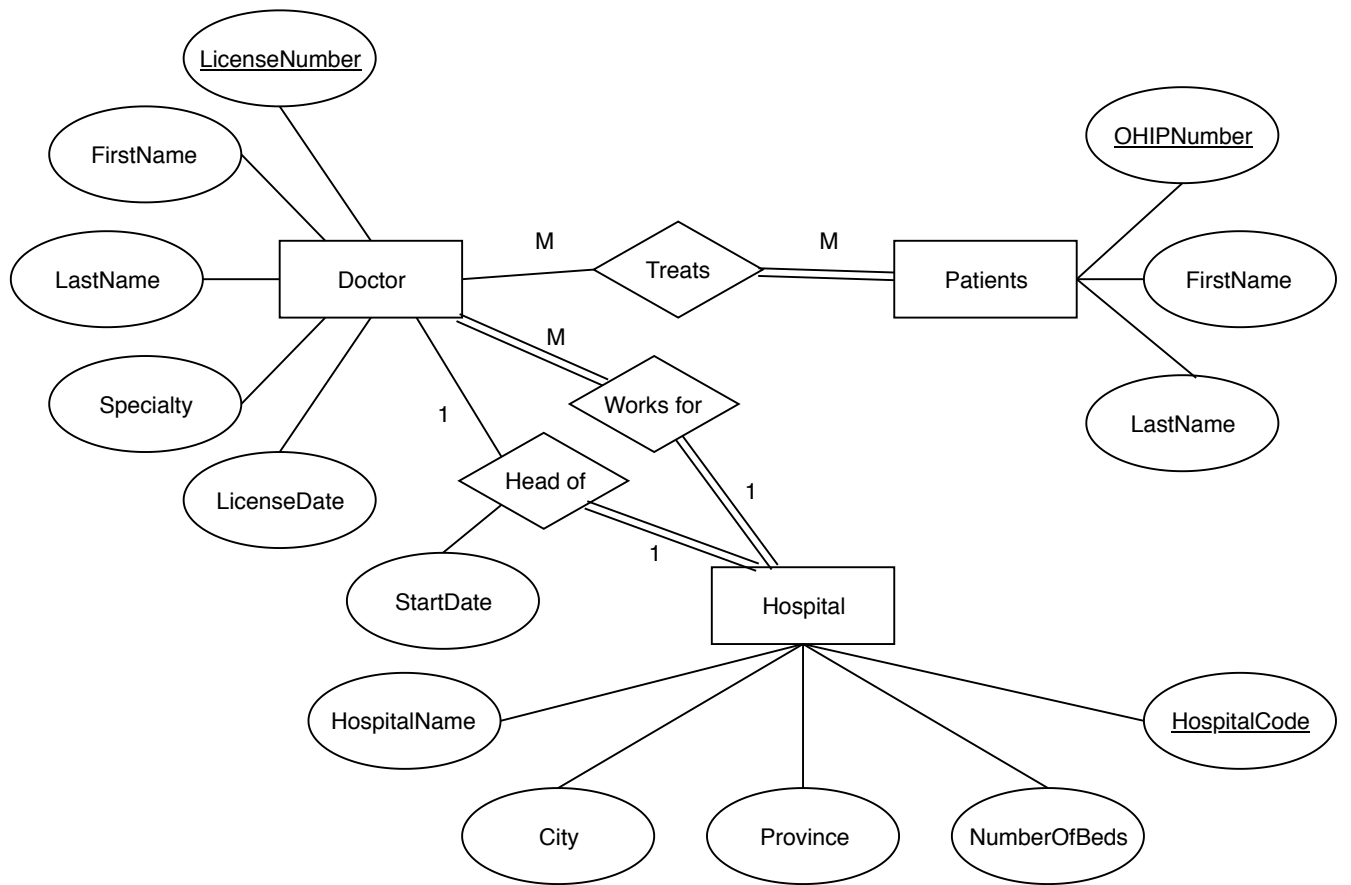 LicenseNumber
OHIPNumber
FirstName
M
M
Treats
LastName
Doctor
Patients
FirstName
M
Specialty
Works for
1
LastName
Head of
LicenseDate
1
1
StartDate
Hospital
HospitalName
HospitalCode
City
Province
NumberOfBeds